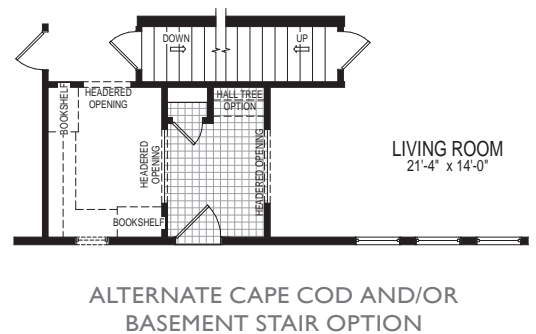 DOWN
UP
BOOKSHELF
HEADERED
OPENING
HALL TREE
OPTION
HEADERED
OPENING
HEADERED OPENING
LIVING ROOM
21'-4" x 14'-0"
BOOKSHELF
ALTERNATE CAPE COD AND/OR
BASEMENT STAIR OPTION